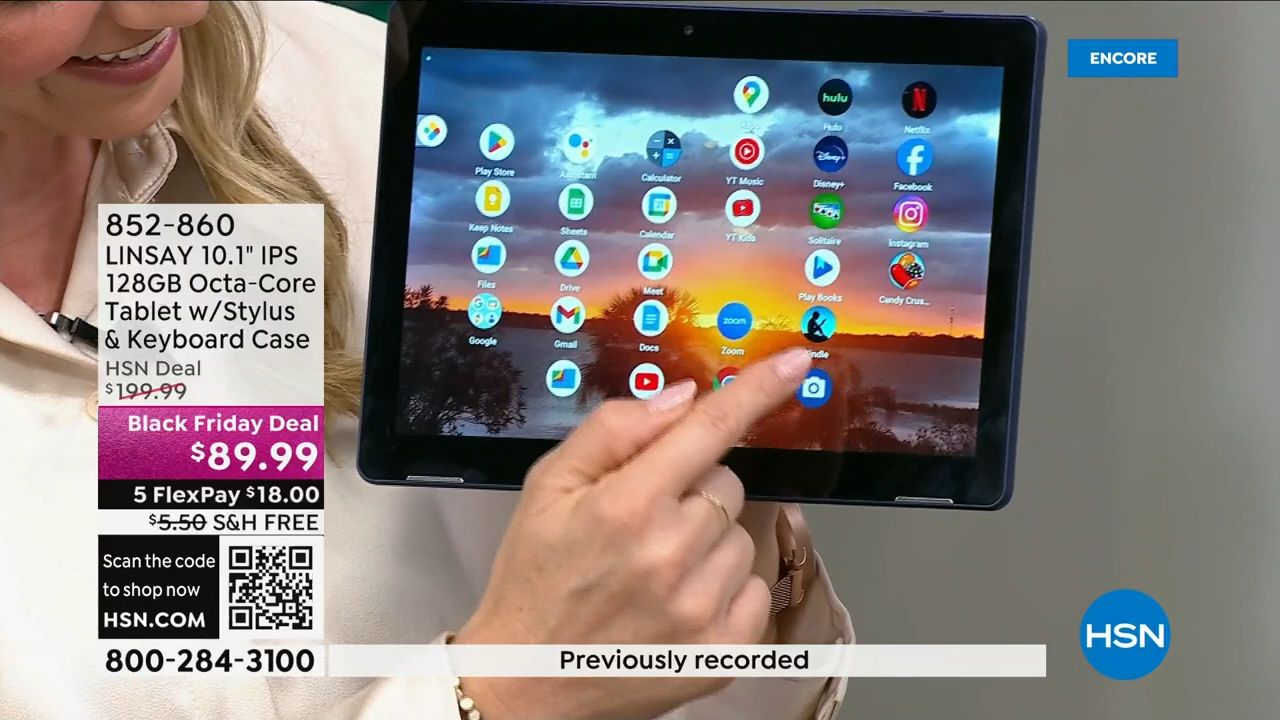 ENCORE
852-860
LINSAY 10.1" IPS
128GB Octa-Core
Tablet w/Stylus
& Keyboard Case
HSN Deal
$199.99
Black Friday Deal
$89.99
5 FlexPay $18.00
$5.50 S&H FREE
Scan the code
to shop now
HSN.COM
800-284-3100
Previously recorded
HSN
hulu
Hulu
Netflix
Play Store
Assistant
Calculator
YT Music
Disney+
Disney+
Facebook
Keep Notes
Sheets
Calendar
YT Kids
Solitaire
Instagram
Files
Drive
Meet
Play Books
Candy Crus...
Google
Gmail
Docs
zoom
Zoom